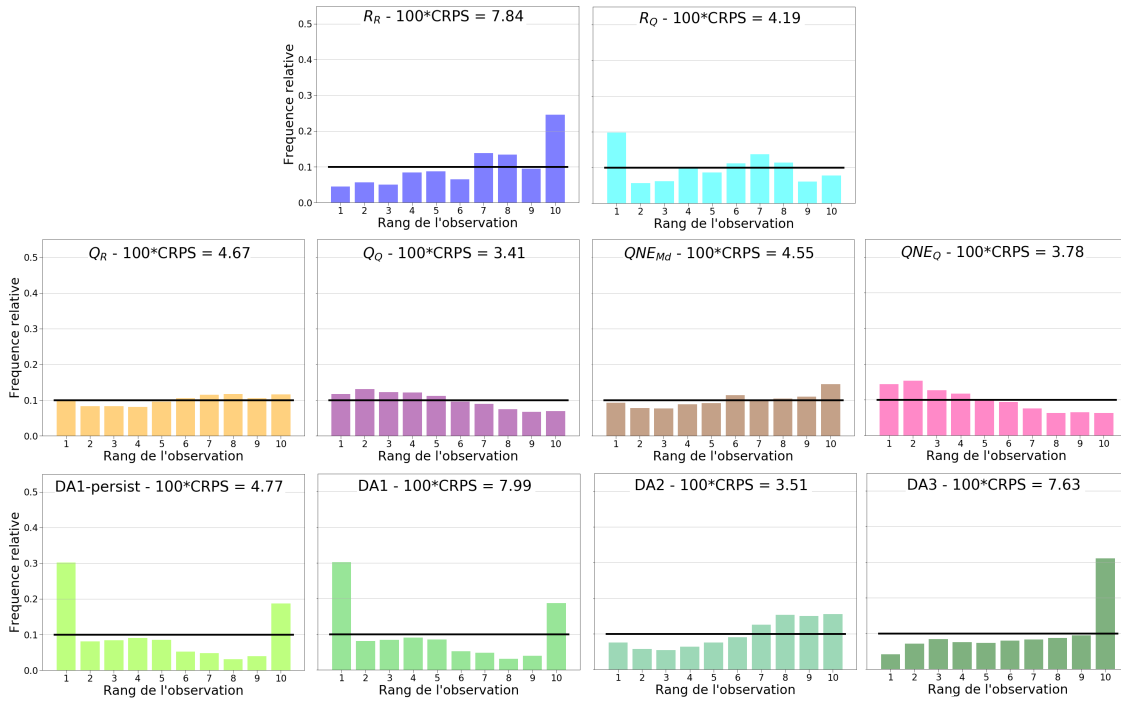 R_R - 100*CRPS = 7.84
R_Q - 100*CRPS = 4.19
Frequence relative
0.5
0.4
0.3
0.2
0.1
0.0
1 2 3 4 5 6 7 8 9 10
1 2 3 4 5 6 7 8 9 10
Rang de l'observation
Rang de l'observation
Q_R - 100*CRPS = 4.67
Q_Q - 100*CRPS = 3.41
QNE_Md - 100*CRPS = 4.55
QNE_Q - 100*CRPS = 3.78
Frequence relative
0.5
0.4
0.3
0.2
0.1
0.0
1 2 3 4 5 6 7 8 9 10
1 2 3 4 5 6 7 8 9 10
1 2 3 4 5 6 7 8 9 10
1 2 3 4 5 6 7 8 9 10
Rang de l'observation
Rang de l'observation
Rang de l'observation
Rang de l'observation
DA1-persist - 100*CRPS = 4.77
DA1 - 100*CRPS = 7.99
DA2 - 100*CRPS = 3.51
DA3 - 100*CRPS = 7.63
Frequence relative
0.5
0.4
0.3
0.2
0.1
0.0
1 2 3 4 5 6 7 8 9 10
1 2 3 4 5 6 7 8 9 10
1 2 3 4 5 6 7 8 9 10
1 2 3 4 5 6 7 8 9 10
Rang de l'observation
Rang de l'observation
Rang de l'observation
Rang de l'observation